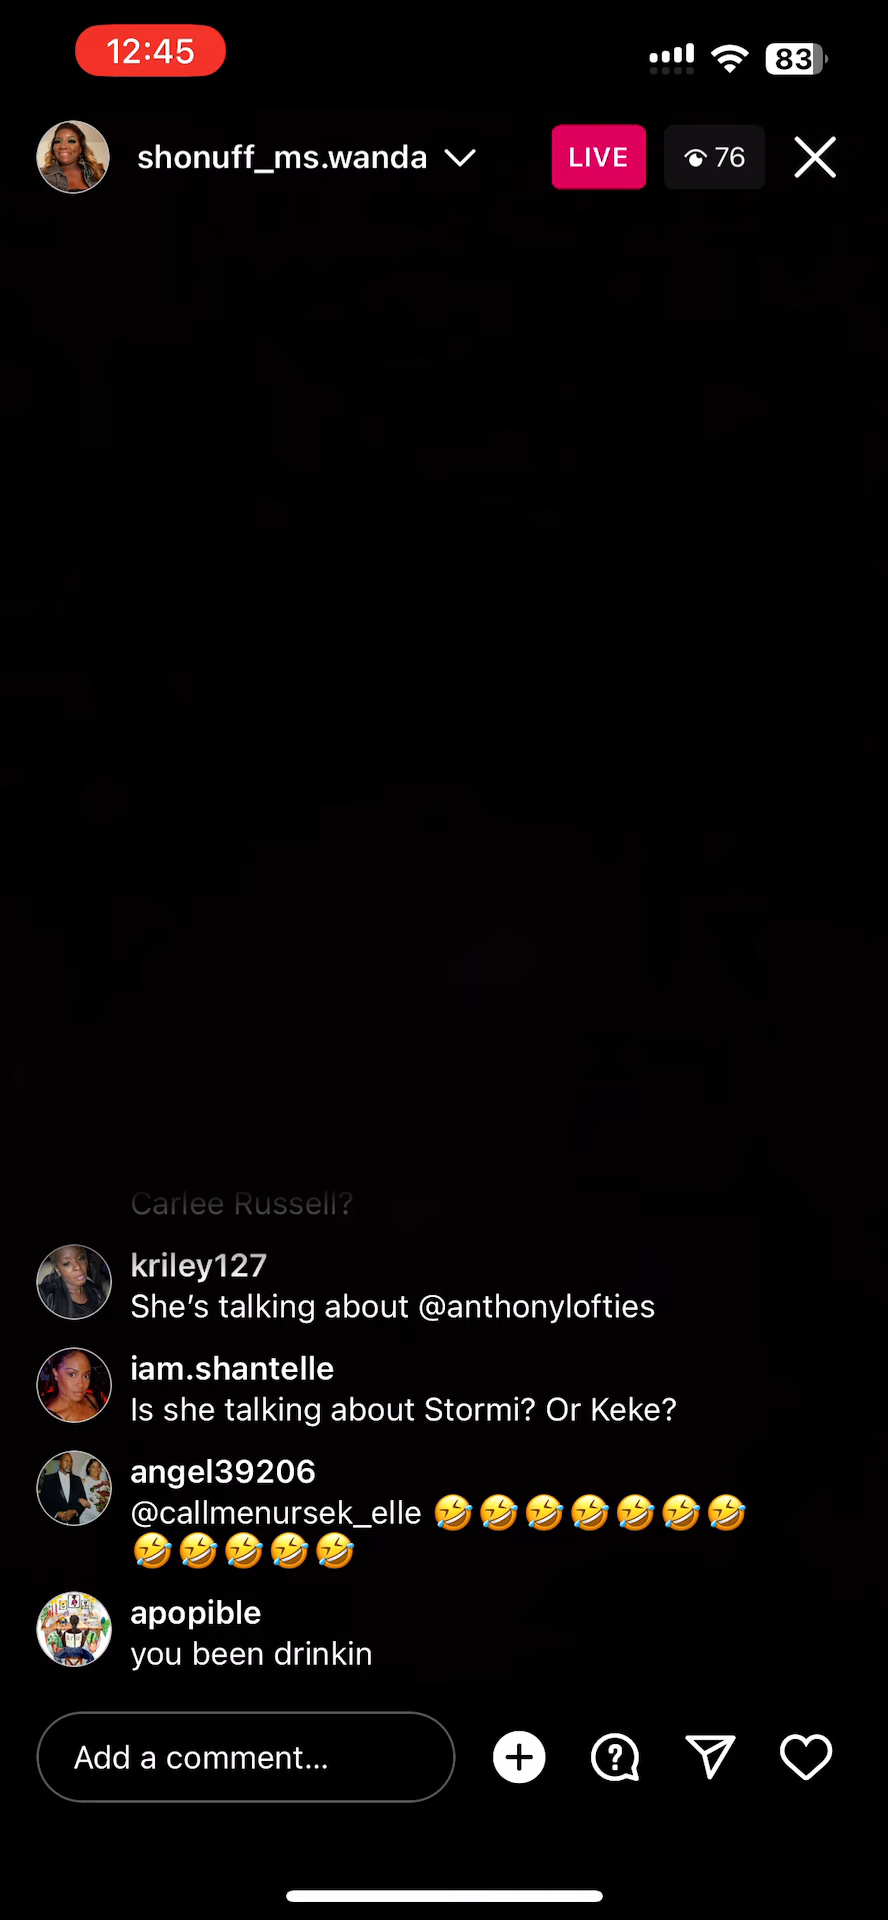 12:45
83
shonuff_ms.wanda
LIVE
76
Carlee Russell?
kriley127
She's talking about @anthonylofties
iam.shantelle
Is she talking about Stormi? Or Keke?
angel39206
@callmenursek_elle 🤣🤣🤣🤣🤣🤣🤣
🤣🤣🤣🤣🤣
apopible
you been drinkin
Add a comment...